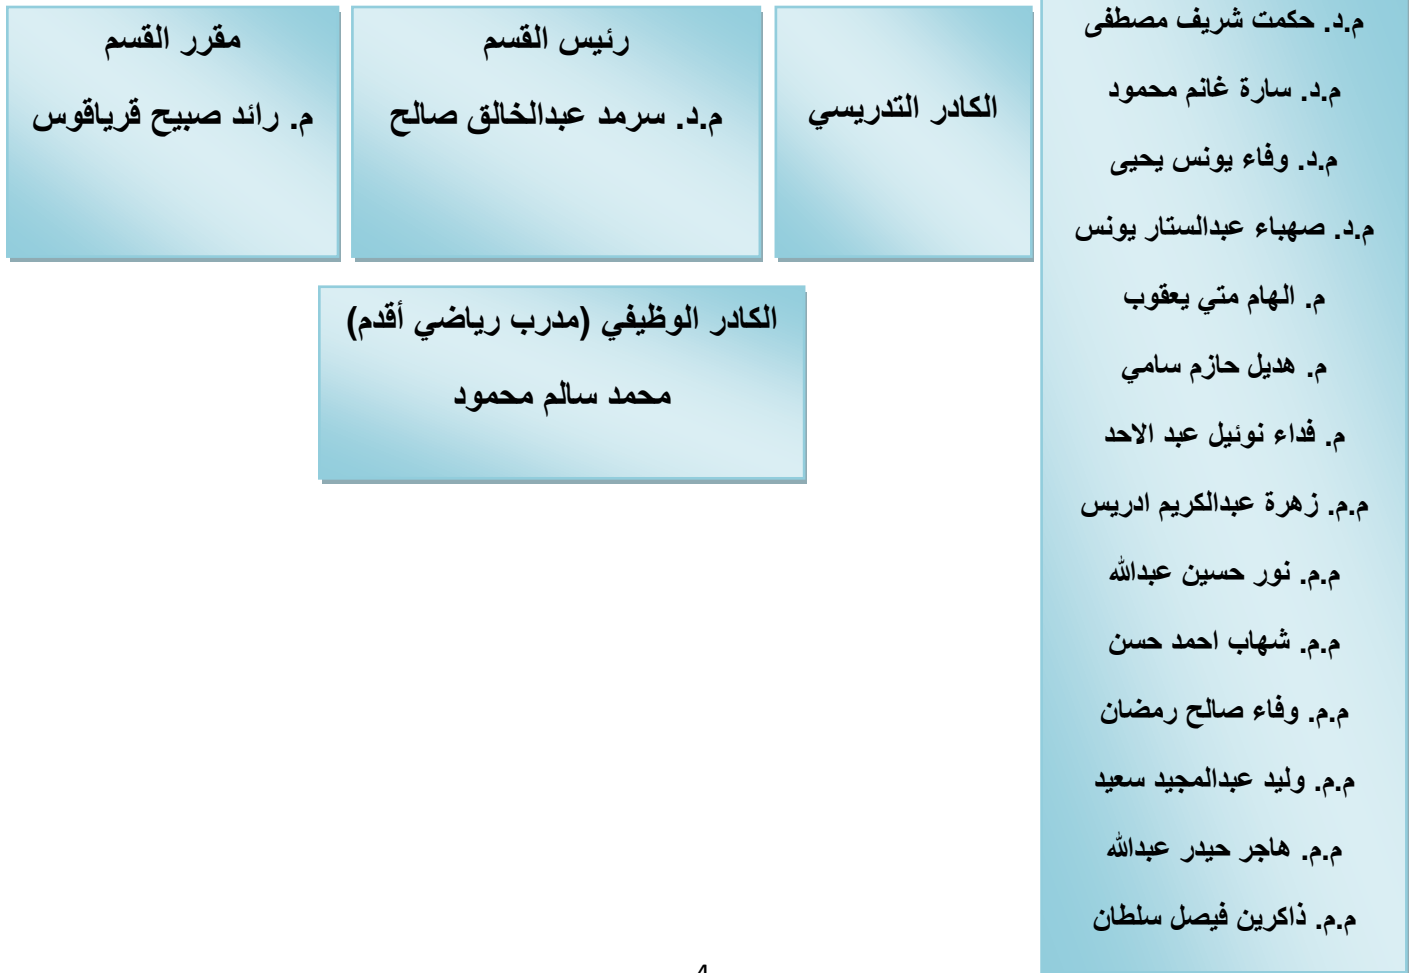 م.د. حكمت شريف مصطفى
م.د. سارة غانم محمود
م.د. وفاء يونس يحيى
م.د. صهباء عبدالستار يونس
م. الهام متي يعقوب
م. هديل حازم سامي
م. فداء نوئيل عبد الاحد
م.م. زهرة عبدالكريم ادريس
م.م. نور حسين عبدالله
م.م. شهاب احمد حسن
م.م. وفاء صالح رمضان
م.م. وليد عبدالمجيد سعيد
م.م. هاجر حيدر عبدالله
م.م. ذاكرين فيصل سلطان
الكادر التدريسي
رئيس القسم
م.د. سرمد عبدالخالق صالح
مقرر القسم
م. رائد صبيح قرياقوس
الكادر الوظيفي (مدرب رياضي أقدم)
محمد سالم محمود
4